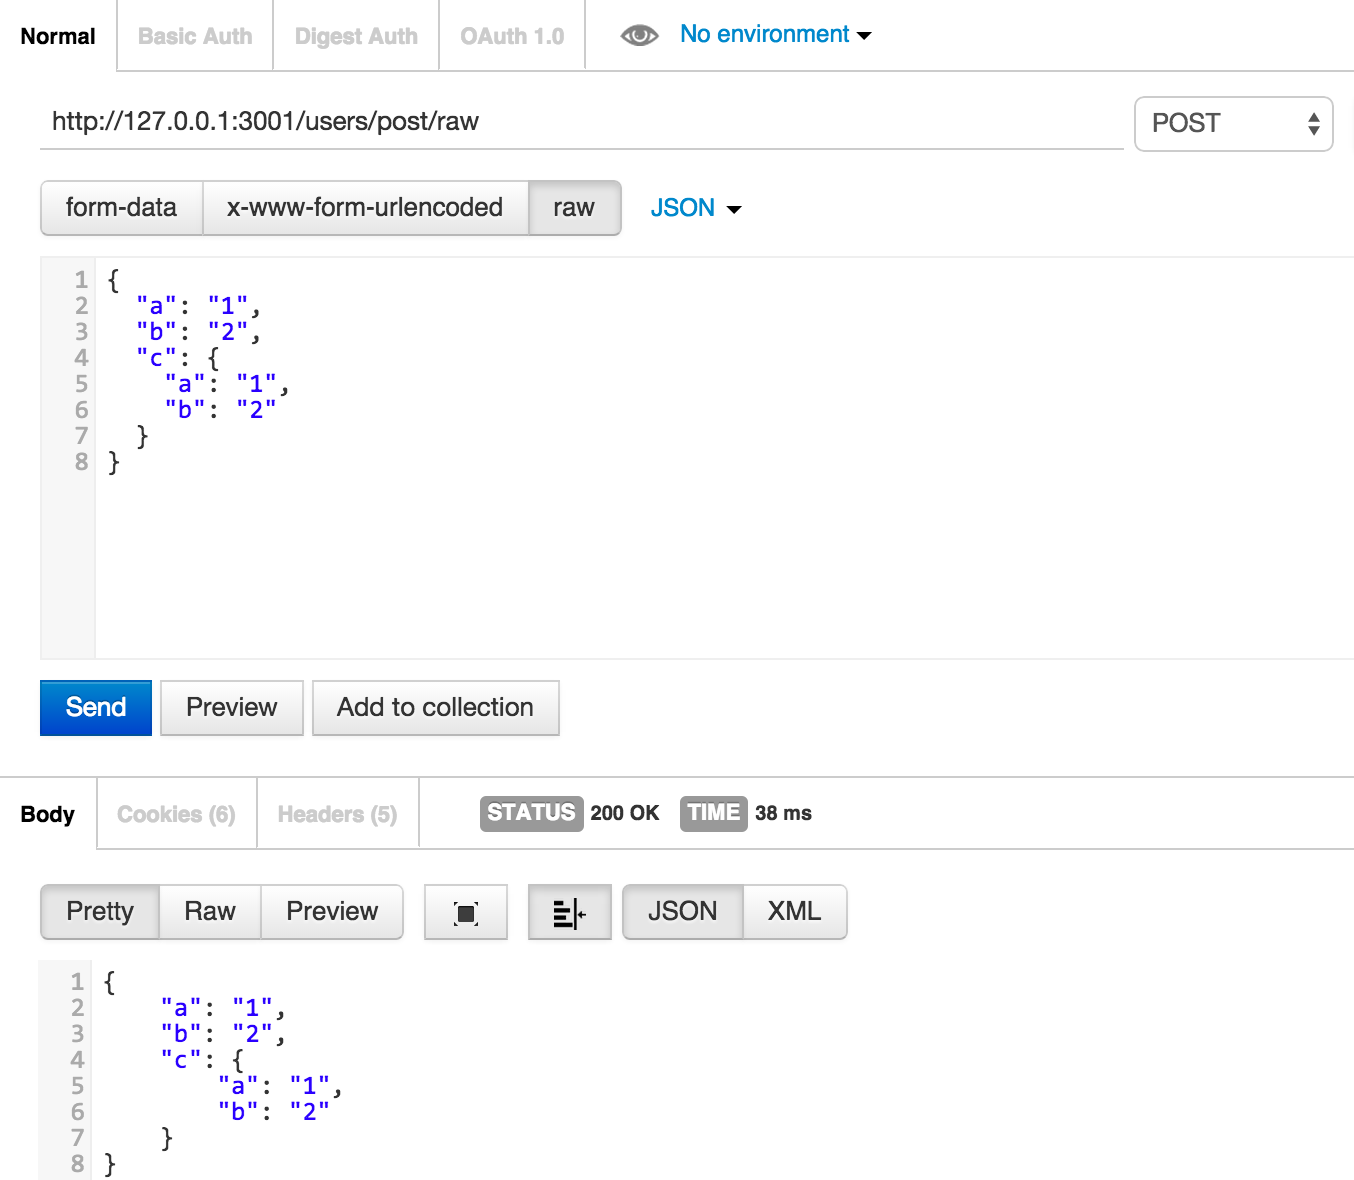 Normal Basic Auth Digest Auth OAuth 1.0 No environment
http://127.0.0.1:3001/users/post/raw POST
form-data x-www-form-urlencoded raw JSON
1 {
2 "a": "1",
3 "b": "2",
4 "c": {
5 "a": "1",
6 "b": "2"
7 }
8 }
Send Preview Add to collection
Body Cookies (6) Headers (5) STATUS 200 OK TIME 38 ms
Pretty Raw Preview JSON XML
1 {
2 "a": "1",
3 "b": "2",
4 "c": {
5 "a": "1",
6 "b": "2"
7 }
8 }